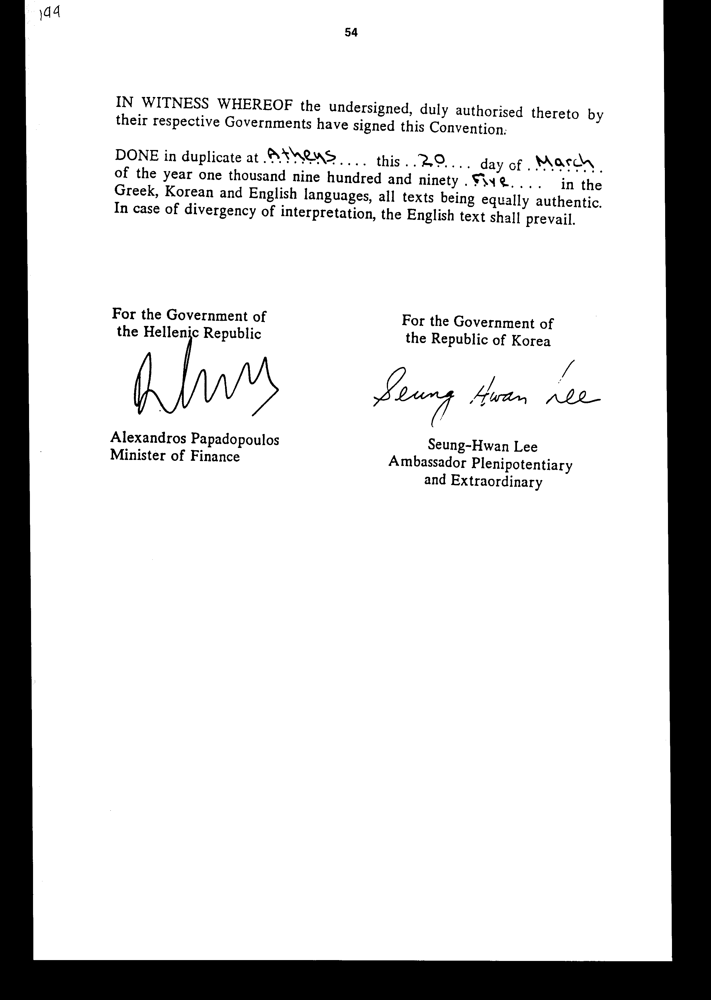 199
54
IN WITNESS WHEREOF the undersigned, duly authorised thereto by
their respective Governments have signed this Convention.
DONE in duplicate at .Athens..... this ..20.... day of .March.
of the year one thousand nine hundred and ninety .Five.... in the
Greek, Korean and English languages, all texts being equally authentic.
In case of divergency of interpretation, the English text shall prevail.
For the Government of
the Hellenic Republic
Alexandros Papadopoulos
Minister of Finance
For the Government of
the Republic of Korea
Seung Hwan Lee
Seung-Hwan Lee
Ambassador Plenipotentiary
and Extraordinary